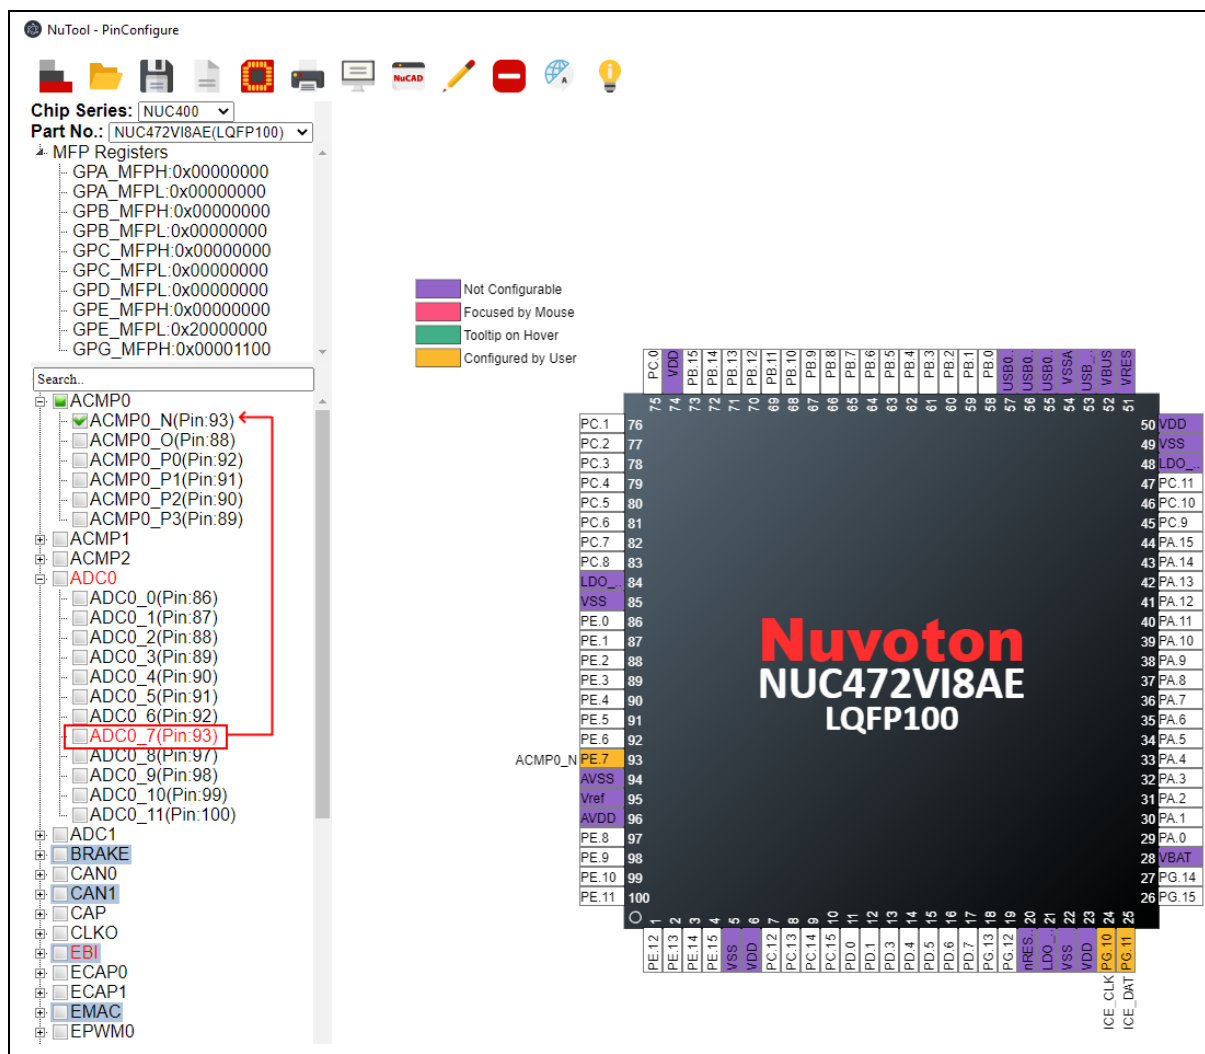 NuTool - PinConfigure
NuCAD
A
Chip Series: NUC400
Part No.: NUC472VI8AE(LQFP100)
MFP Registers
GPA_MFPH:0x00000000
GPA_MFPL:0x00000000
GPB_MFPH:0x00000000
GPB_MFPL:0x00000000
GPC_MFPH:0x00000000
GPC_MFPL:0x00000000
GPD_MFPL:0x00000000
GPE_MFPH:0x00000000
GPE_MFPL:0x20000000
GPG_MFPH:0x00001100
Search..
ACMP0
ACMP0_N(Pin:93)
ACMP0_O(Pin:88)
ACMP0_P0(Pin:92)
ACMP0_P1(Pin:91)
ACMP0_P2(Pin:90)
ACMP0_P3(Pin:89)
ACMP1
ACMP2
ADC0
ADC0_0(Pin:86)
ADC0_1(Pin:87)
ADC0_2(Pin:88)
ADC0_3(Pin:89)
ADC0_4(Pin:90)
ADC0_5(Pin:91)
ADC0_6(Pin:92)
ADC0_7(Pin:93)
ADC0_8(Pin:97)
ADC0_9(Pin:98)
ADC0_10(Pin:99)
ADC0_11(Pin:100)
ADC1
BRAKE
CAN0
CAN1
CAP
CLKO
EBI
ECAP0
ECAP1
EMAC
EPWM0
Not Configurable
Focused by Mouse
Tooltip on Hover
Configured by User
PC.0 75
VDD 74
PB.15 73
PB.14 72
PB.13 71
PB.12 70
PB.11 69
PB.10 68
PB.9 67
PB.8 66
PB.7 65
PB.6 64
PB.5 63
PB.4 62
PB.3 61
PB.2 60
PB.1 59
PB.0 58
USB0.. 57
USB0.. 56
USB0.. 55
VSSA 54
USB_.. 53
VBUS 52
VRES 51
PC.1 76
PC.2 77
PC.3 78
PC.4 79
PC.5 80
PC.6 81
PC.7 82
PC.8 83
LDO_.. 84
VSS 85
PE.0 86
PE.1 87
PE.2 88
PE.3 89
PE.4 90
PE.5 91
PE.6 92
ACMP0_N PE.7 93
AVSS 94
Vref 95
AVDD 96
PE.8 97
PE.9 98
PE.10 99
PE.11 100
Nuvoton
NUC472VI8AE
LQFP100
50 VDD
49 VSS
48 LDO_..
47 PC.11
46 PC.10
45 PC.9
44 PA.15
43 PA.14
42 PA.13
41 PA.12
40 PA.11
39 PA.10
38 PA.9
37 PA.8
36 PA.7
35 PA.6
34 PA.5
33 PA.4
32 PA.3
31 PA.2
30 PA.1
29 PA.0
28 VBAT
27 PG.14
26 PG.15
PE.12 1
PE.13 2
PE.14 3
PE.15 4
VSS 5
VDD 6
PC.12 7
PC.13 8
PC.14 9
PC.15 10
PD.0 11
PD.1 12
PD.3 13
PD.4 14
PD.5 15
PD.6 16
PD.7 17
PG.13 18
PG.12 19
nRES.. 20
LDO_.. 21
VSS 22
VDD 23
ICE_CLK PG.10 24
ICE_DAT PG.11 25